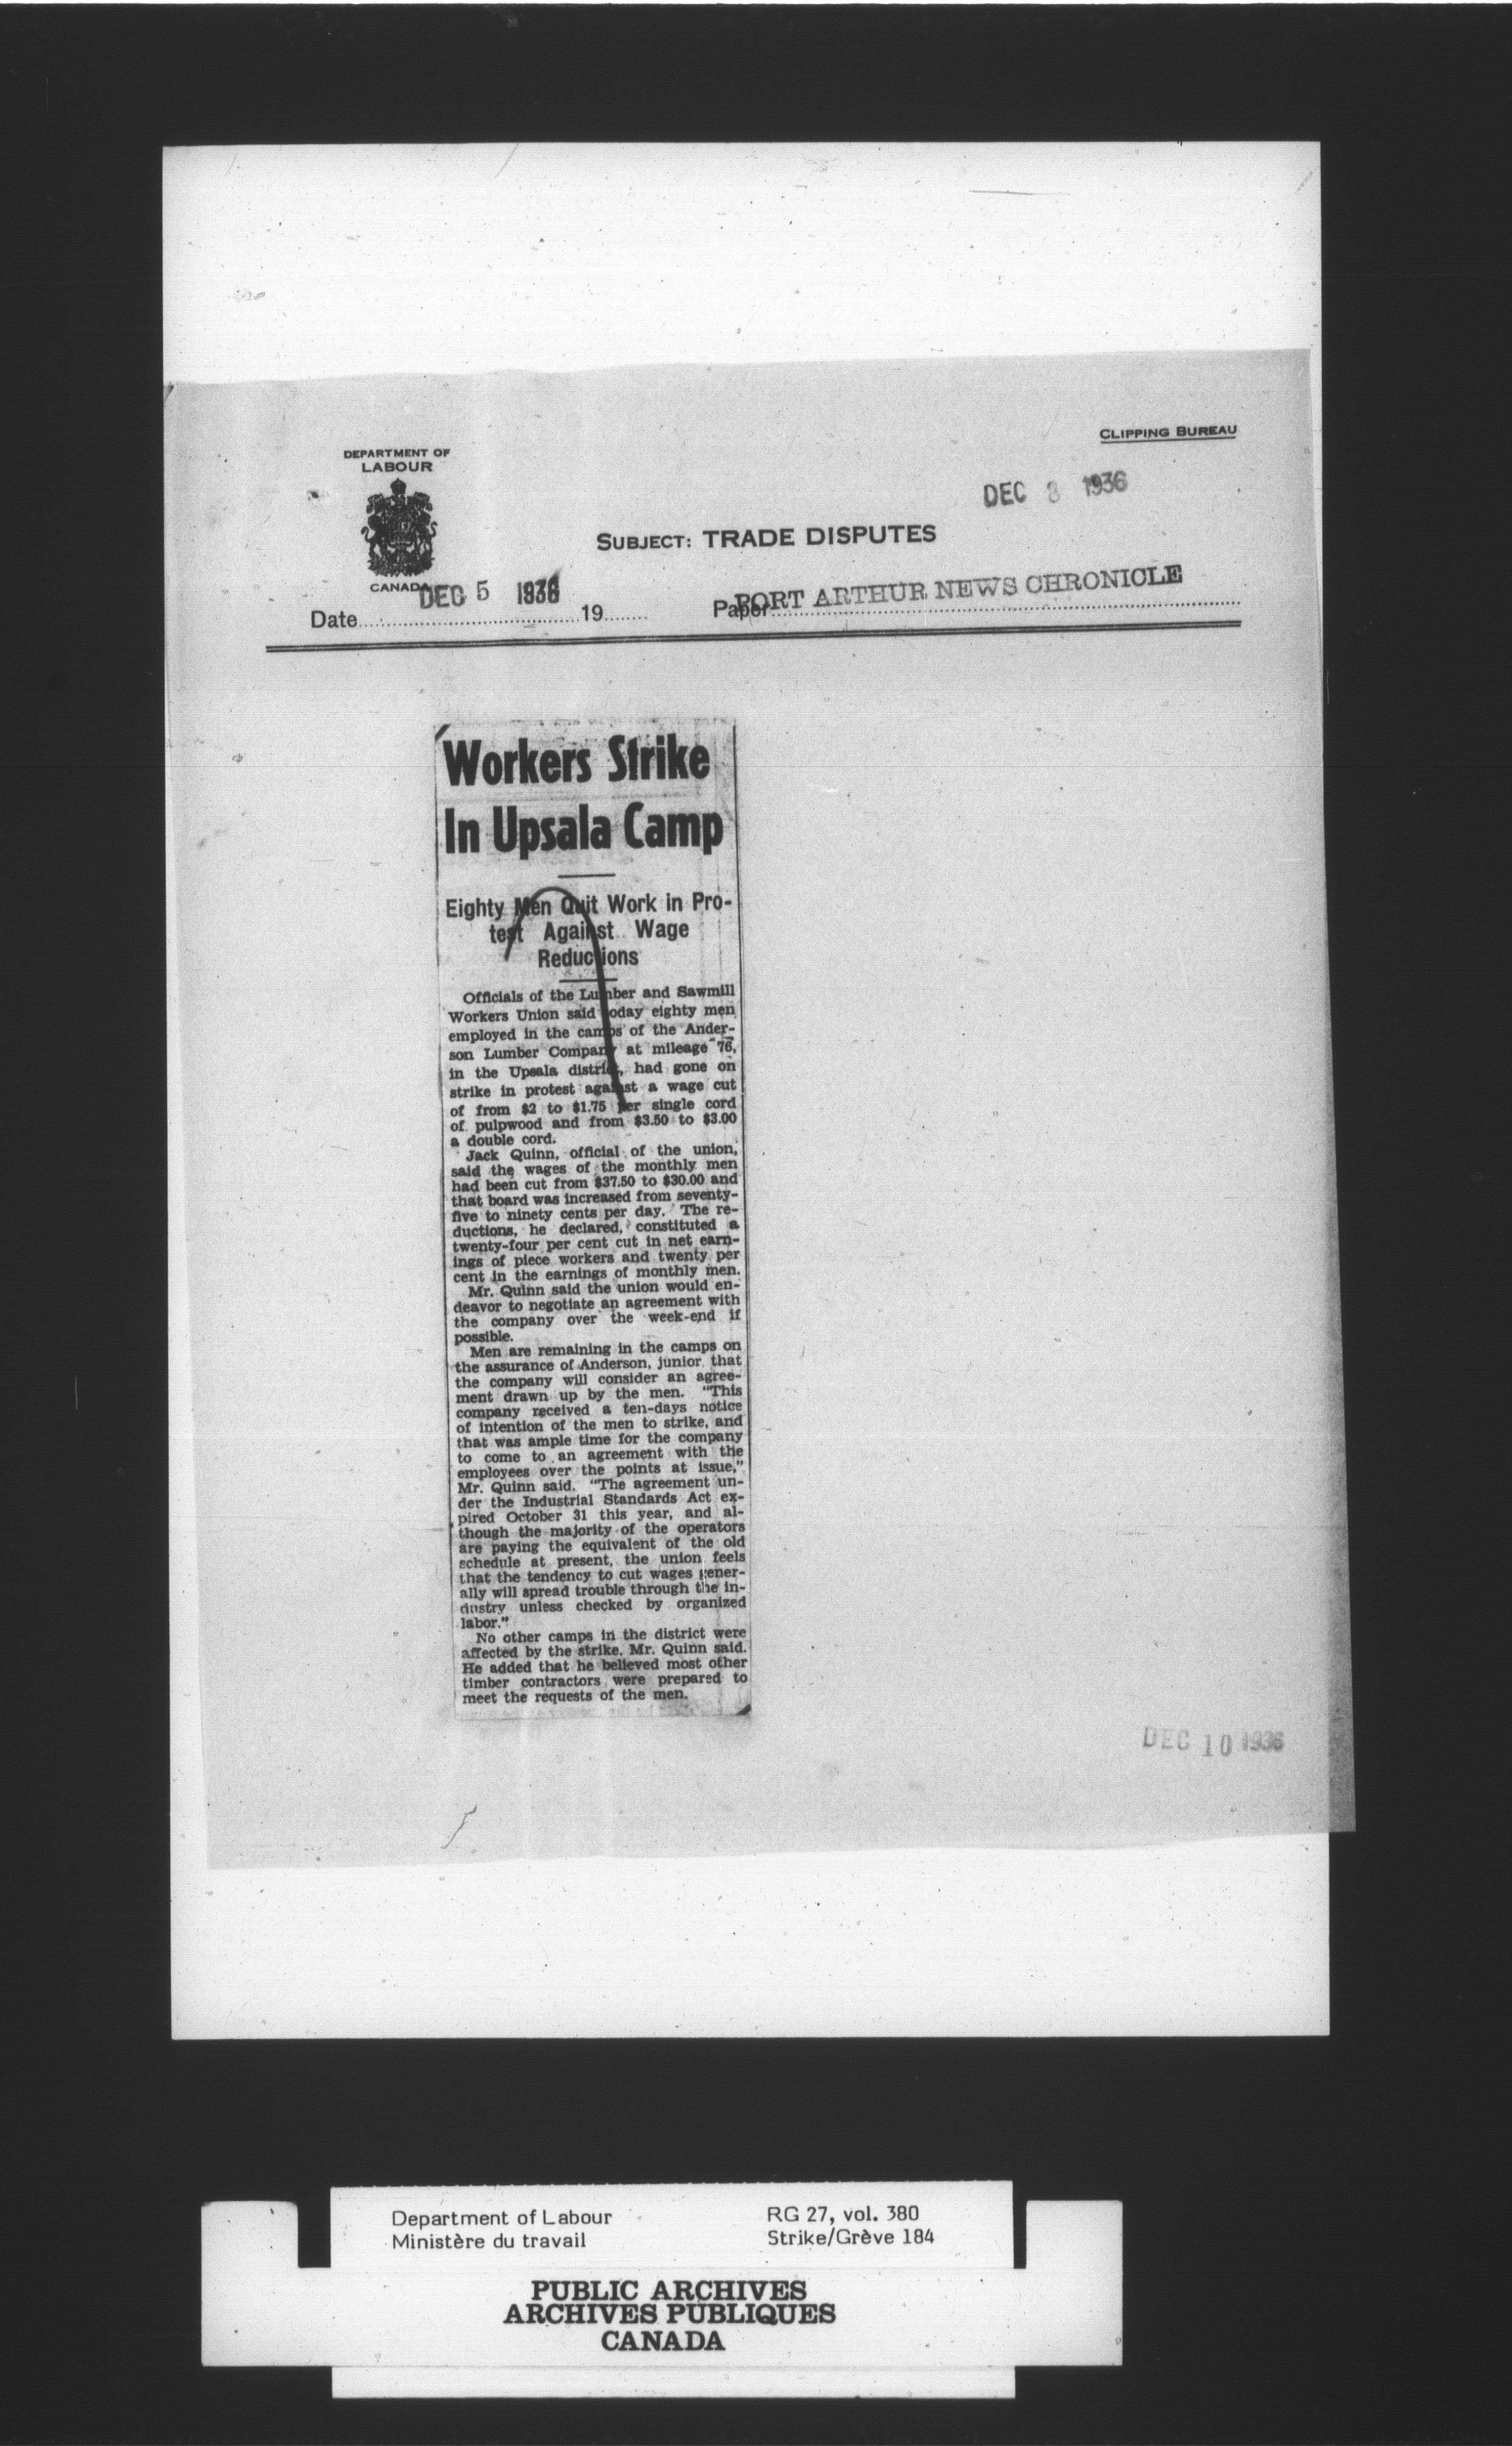 CLIPPING BUREAU
DEPARTMENT OF
LABOUR
DEC 8 1936
SUBJECT: TRADE DISPUTES
CANADA
DEC 5 1936
PORT ARTHUR NEWS CHRONICLE
Date 19 Paper
Workers Strike
In Upsala Camp
Eighty Men Quit Work in Pro-
test Against Wage
Reductions
Officials of the Lumber and Sawmill
Workers Union said today eighty men
employed in the camps of the Ander-
son Lumber Company at mileage 76,
in the Upsala district, had gone on
strike in protest against a wage cut
of from $2 to $1.75 per single cord
of pulpwood and from $3.50 to $3.00
a double cord.
Jack Quinn, official of the union,
said the wages of the monthly men
had been cut from $37.50 to $30.00 and
that board was increased from seventy-
five to ninety cents per day. The re-
ductions, he declared, constituted a
twenty-four per cent cut in net earn-
ings of piece workers and twenty per
cent in the earnings of monthly men.
Mr. Quinn said the union would en-
deavor to negotiate an agreement with
the company over the week-end if
possible.
Men are remaining in the camps on
the assurance of Anderson, junior, that
the company will consider an agree-
ment drawn up by the men. "This
company received a ten-days notice
of intention of the men to strike, and
that was ample time for the company
to come to an agreement with the
employees over the points at issue,"
Mr. Quinn said. "The agreement un-
der the Industrial Standards Act ex-
pired October 31 this year, and al-
though the majority of the operators
are paying the equivalent of the old
schedule at present, the union feels
that the tendency to cut wages gener-
ally will spread trouble through the in-
dustry unless checked by organized
labor."
No other camps in the district were
affected by the strike, Mr. Quinn said.
He added that he believed most other
timber contractors were prepared to
meet the requests of the men.
DEC 10 1936
Department of Labour RG 27, vol. 380
Ministère du travail Strike/Grève 184
PUBLIC ARCHIVES
ARCHIVES PUBLIQUES
CANADA